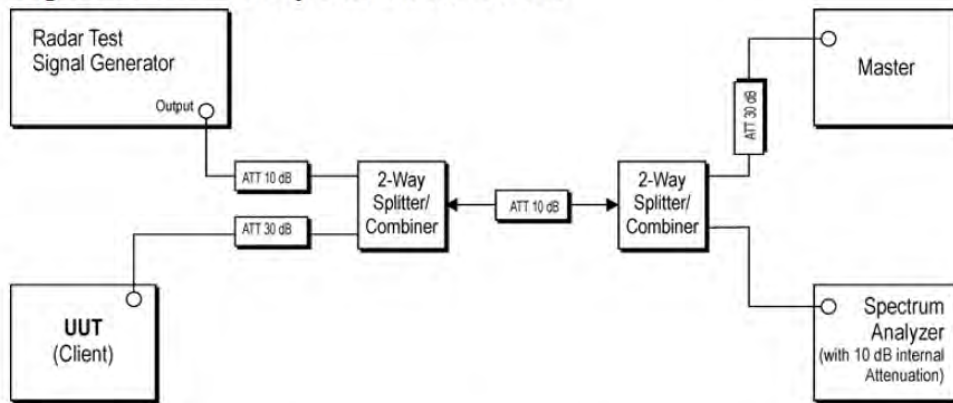 Radar Test
Signal Generator
Output
ATT 10 dB
ATT 30 dB
UUT
(Client)
2-Way
Splitter/
Combiner
ATT 10 dB
2-Way
Splitter/
Combiner
ATT 30 dB
Master
Spectrum
Analyzer
(with 10 dB internal
Attenuation)